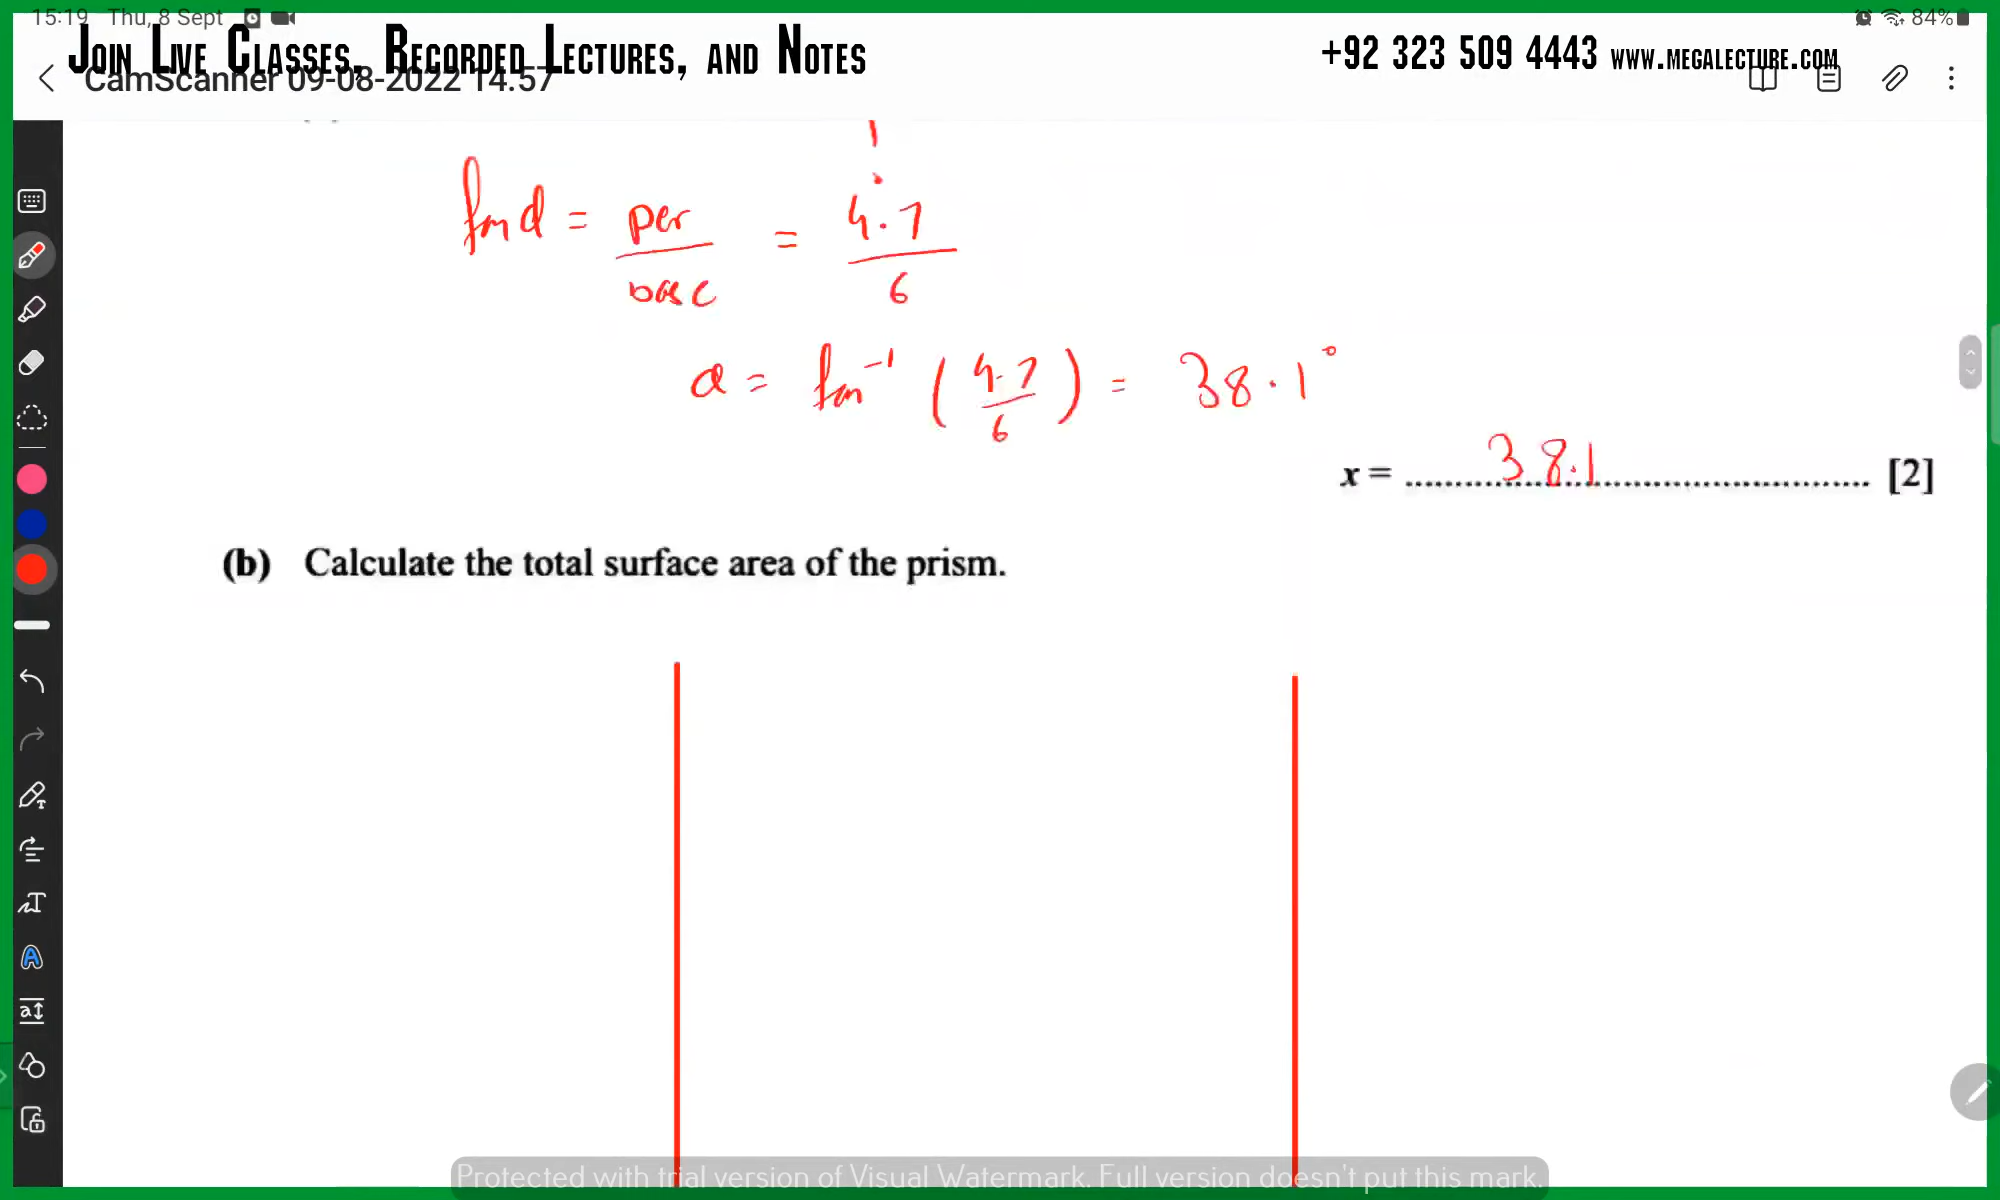 15:19 Thu, 8 Sept 84%
Join Live Classes, Recorded Lectures, and Notes
+92 323 509 4443 www.megalecture.com
CamScanner 09-08-2022 14.57
tan α = per / base = 4.7 / 6
α = tan⁻¹ ( 4.7 / 6 ) = 38.1°
x = 38.1 [2]
(b) Calculate the total surface area of the prism.
Protected with trial version of Visual Watermark. Full version doesn't put this mark.